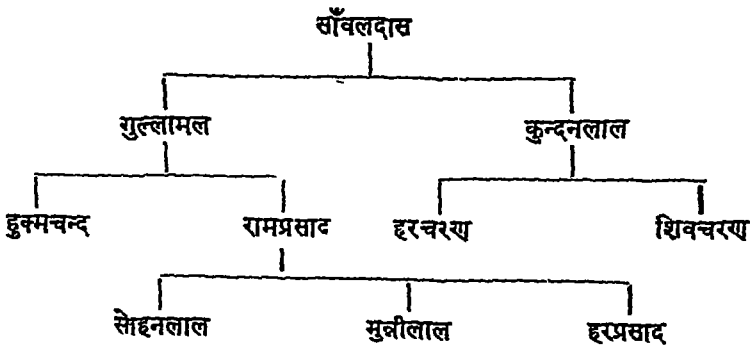 साँवलदास
गुल्लामल कुन्दनलाल
हुक्मचन्द रामप्रसाद हरचरण शिवचरण
सोहनलाल मुन्नीलाल हरप्रसाद